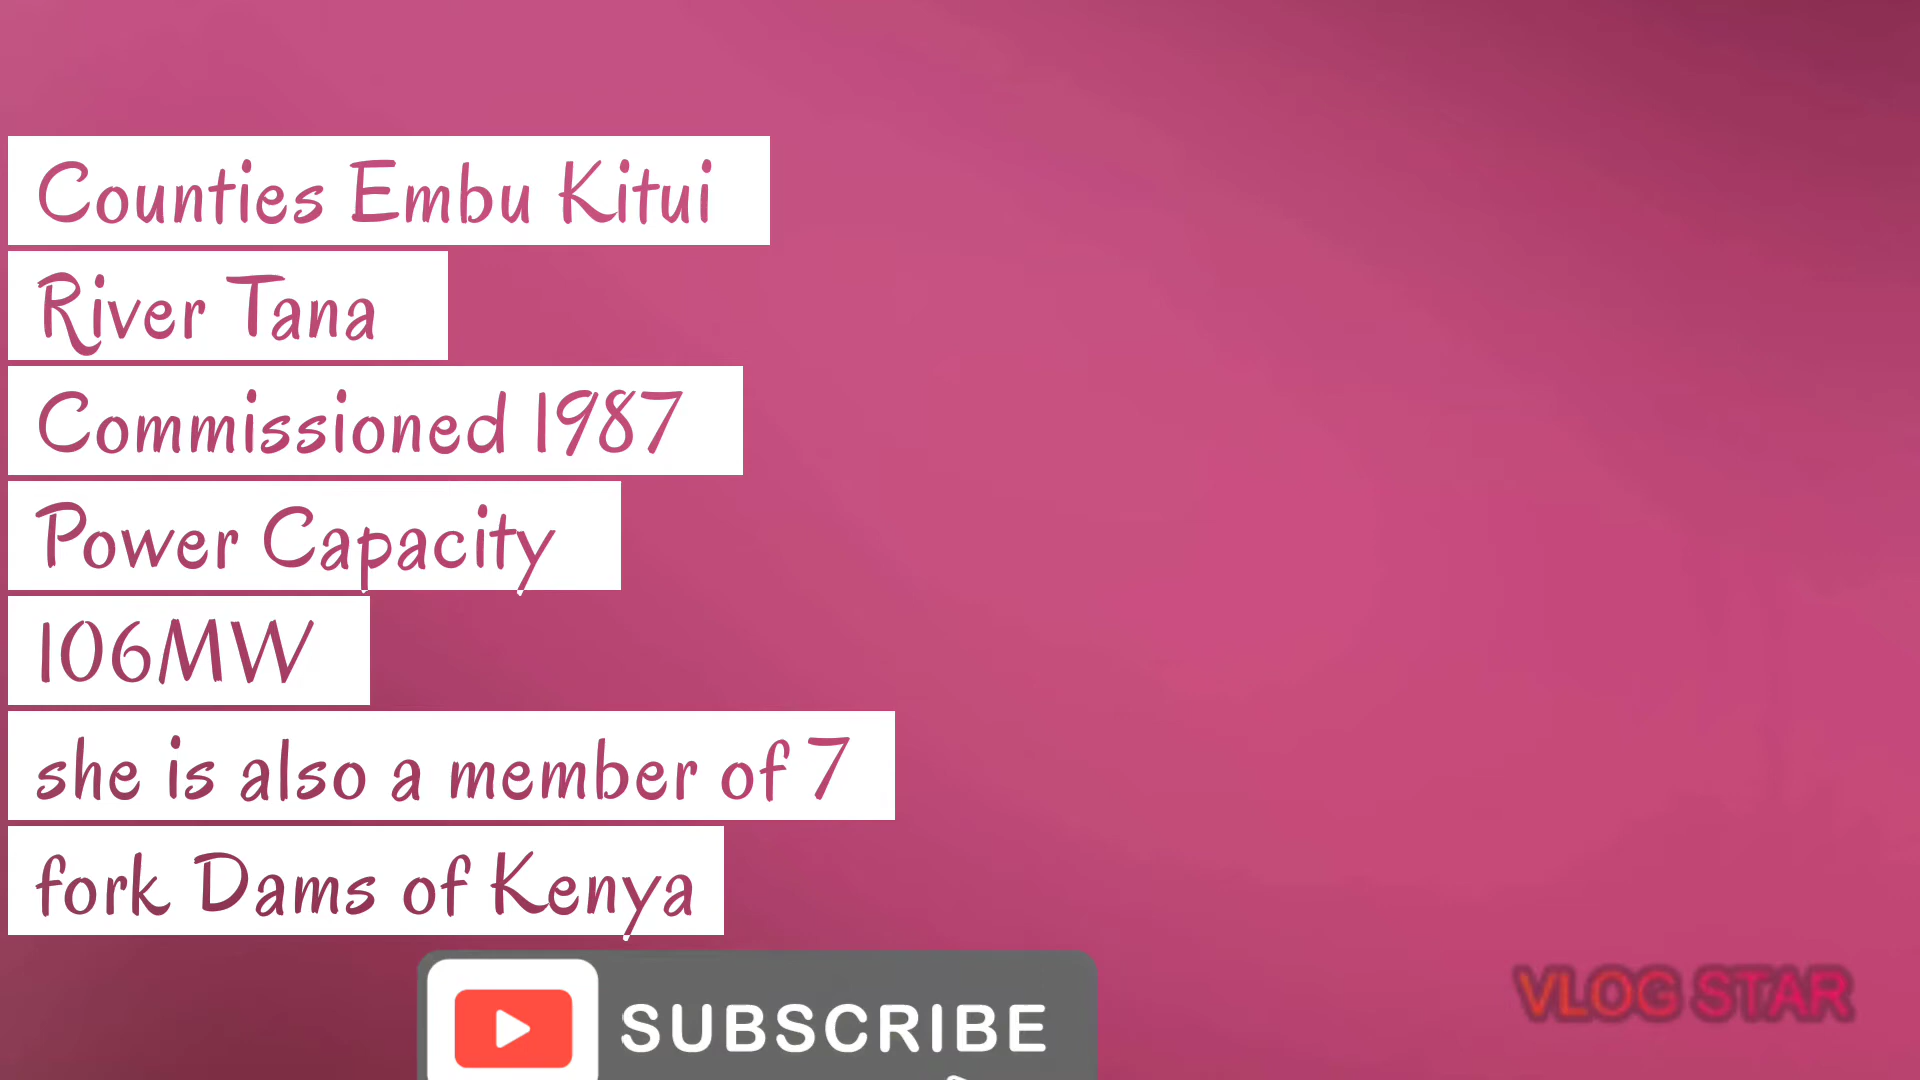 Counties Embu Kitui
River Tana
Commissioned 1987
Power Capacity
106MW
she is also a member of 7
fork Dams of Kenya
SUBSCRIBE
VLOG STAR